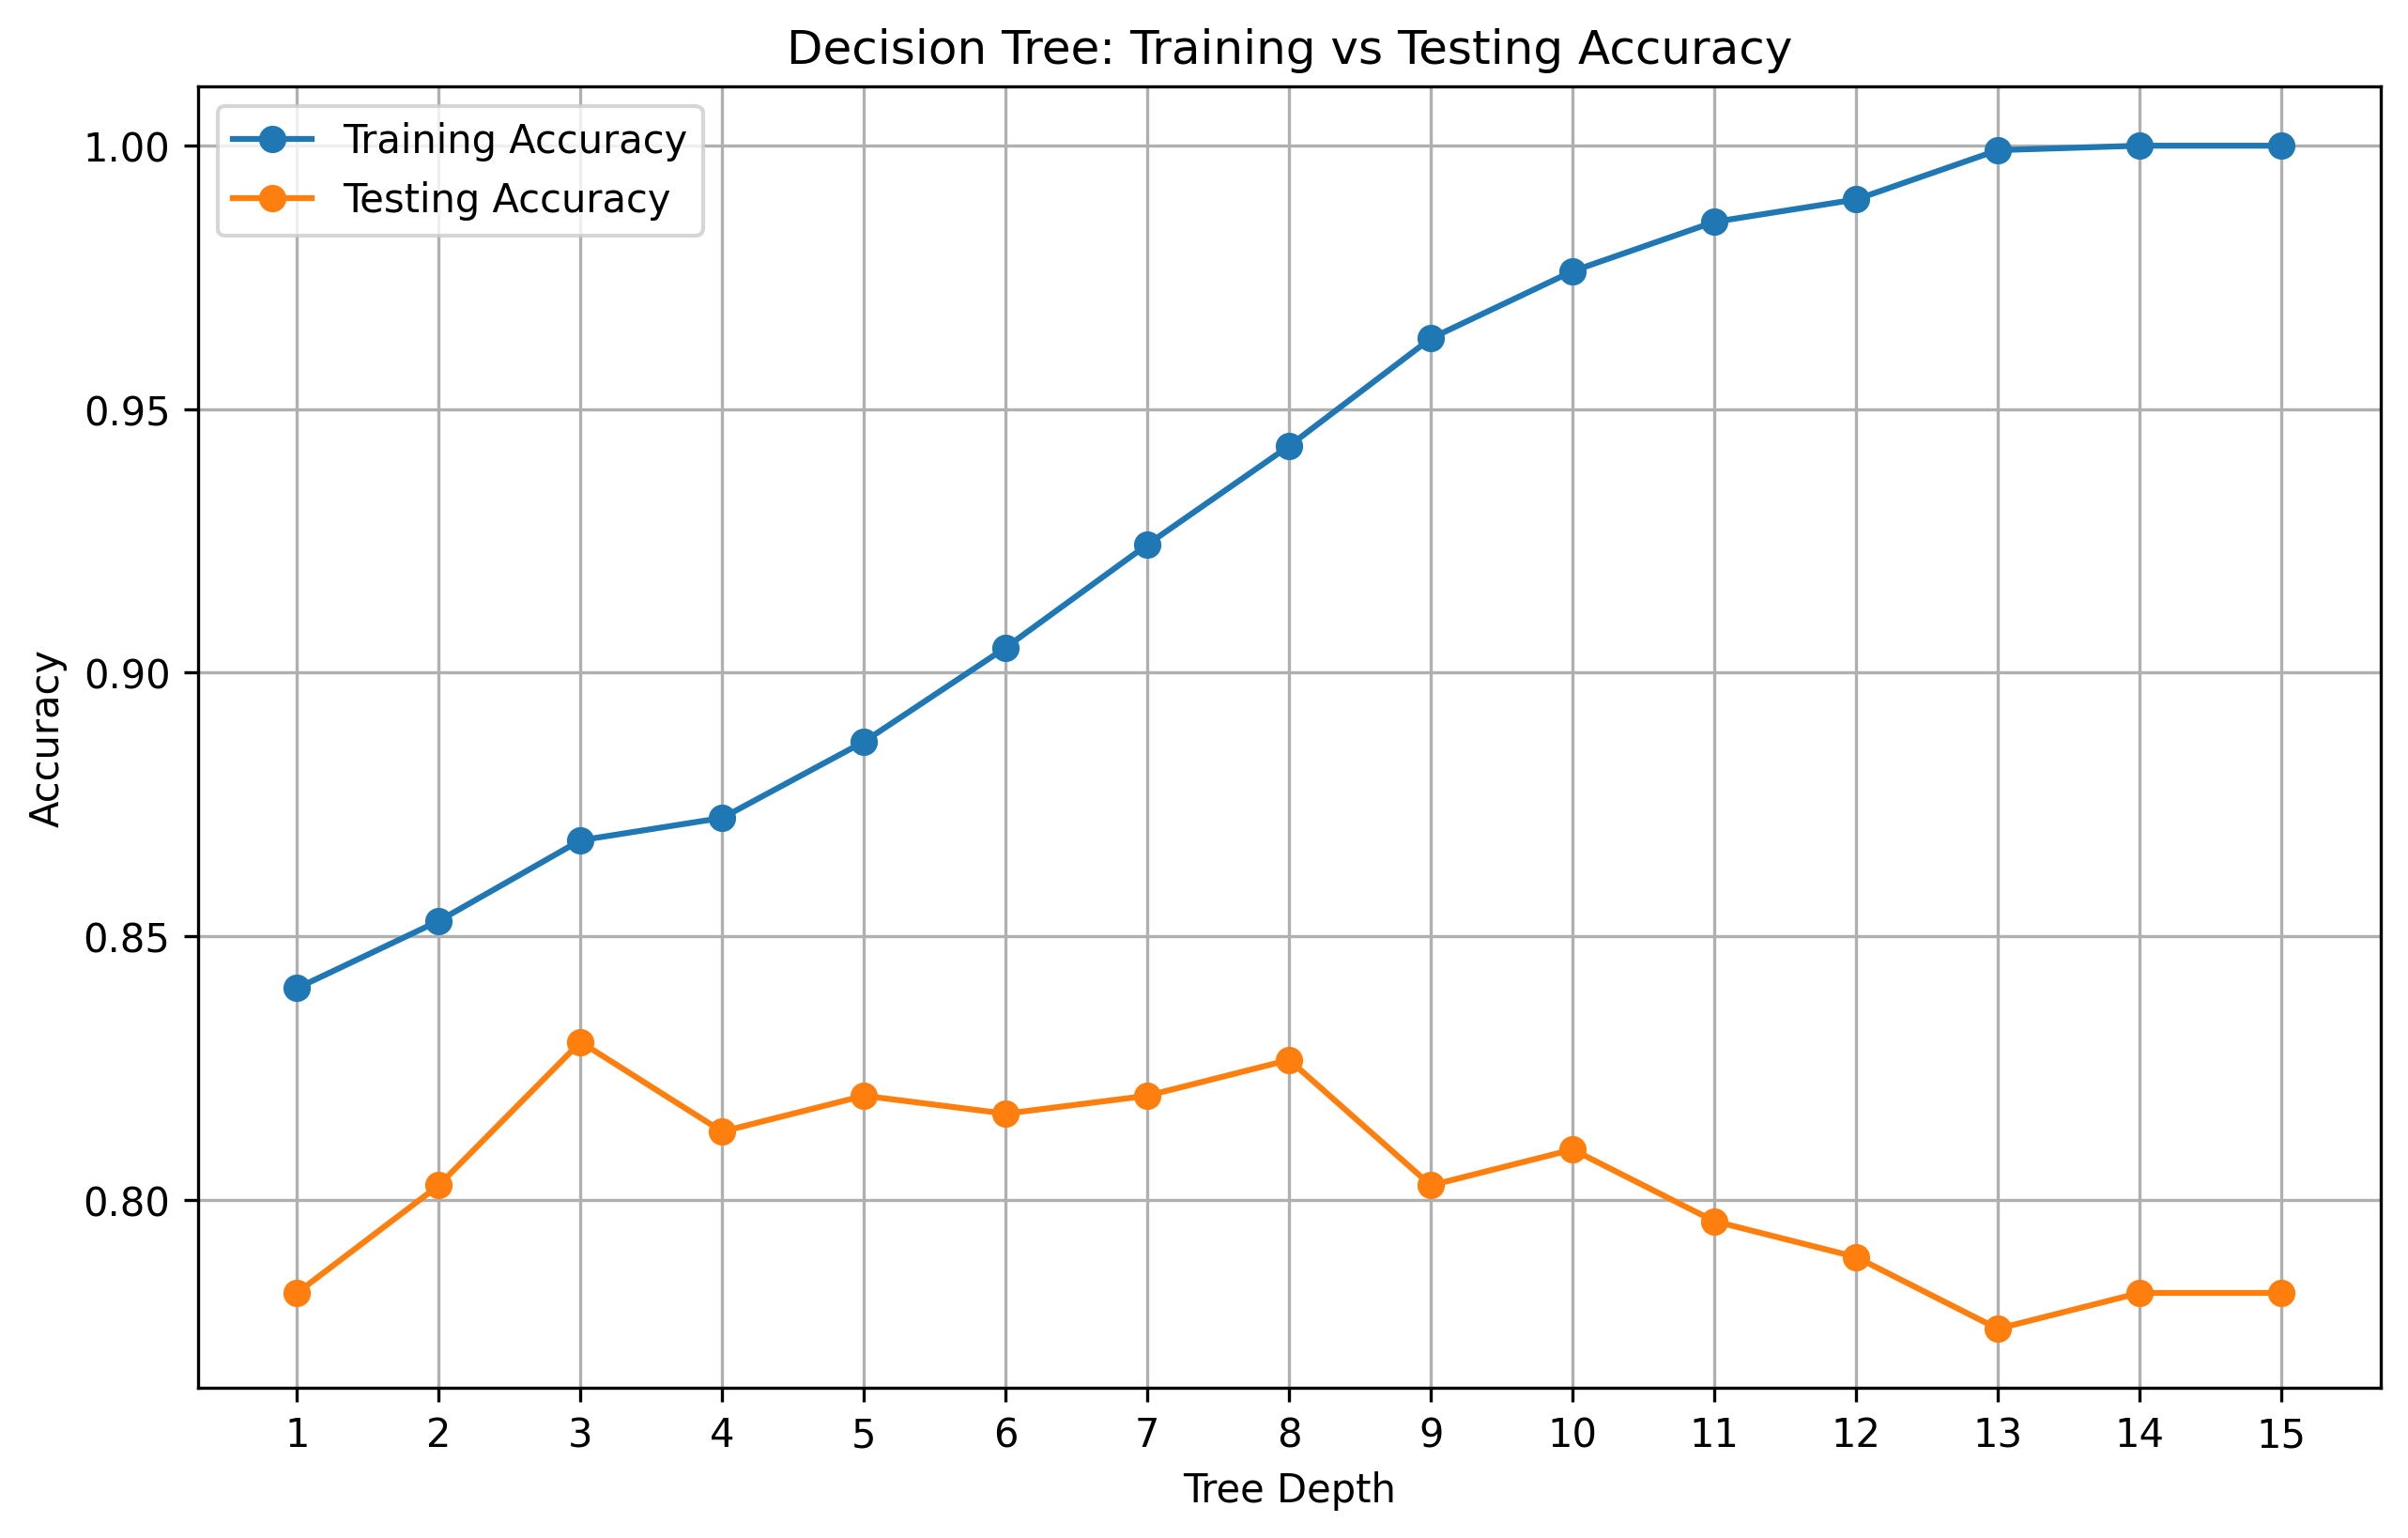 Decision Tree: Training vs Testing Accuracy
Training Accuracy
Testing Accuracy
1.00
0.95
0.90
0.85
0.80
Accuracy
1 2 3 4 5 6 7 8 9 10 11 12 13 14 15
Tree Depth